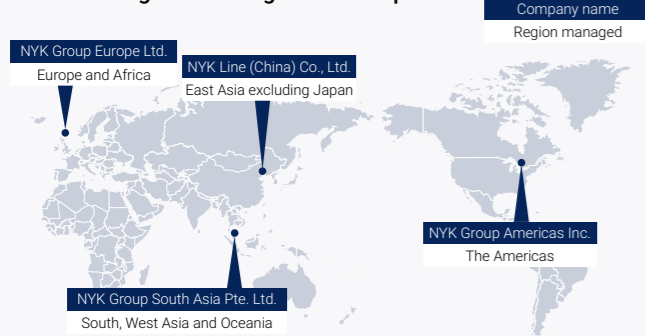 Company name
Region managed
NYK Group Europe Ltd.
Europe and Africa
NYK Line (China) Co., Ltd.
East Asia excluding Japan
NYK Group Americas Inc.
The Americas
NYK Group South Asia Pte. Ltd.
South, West Asia and Oceania